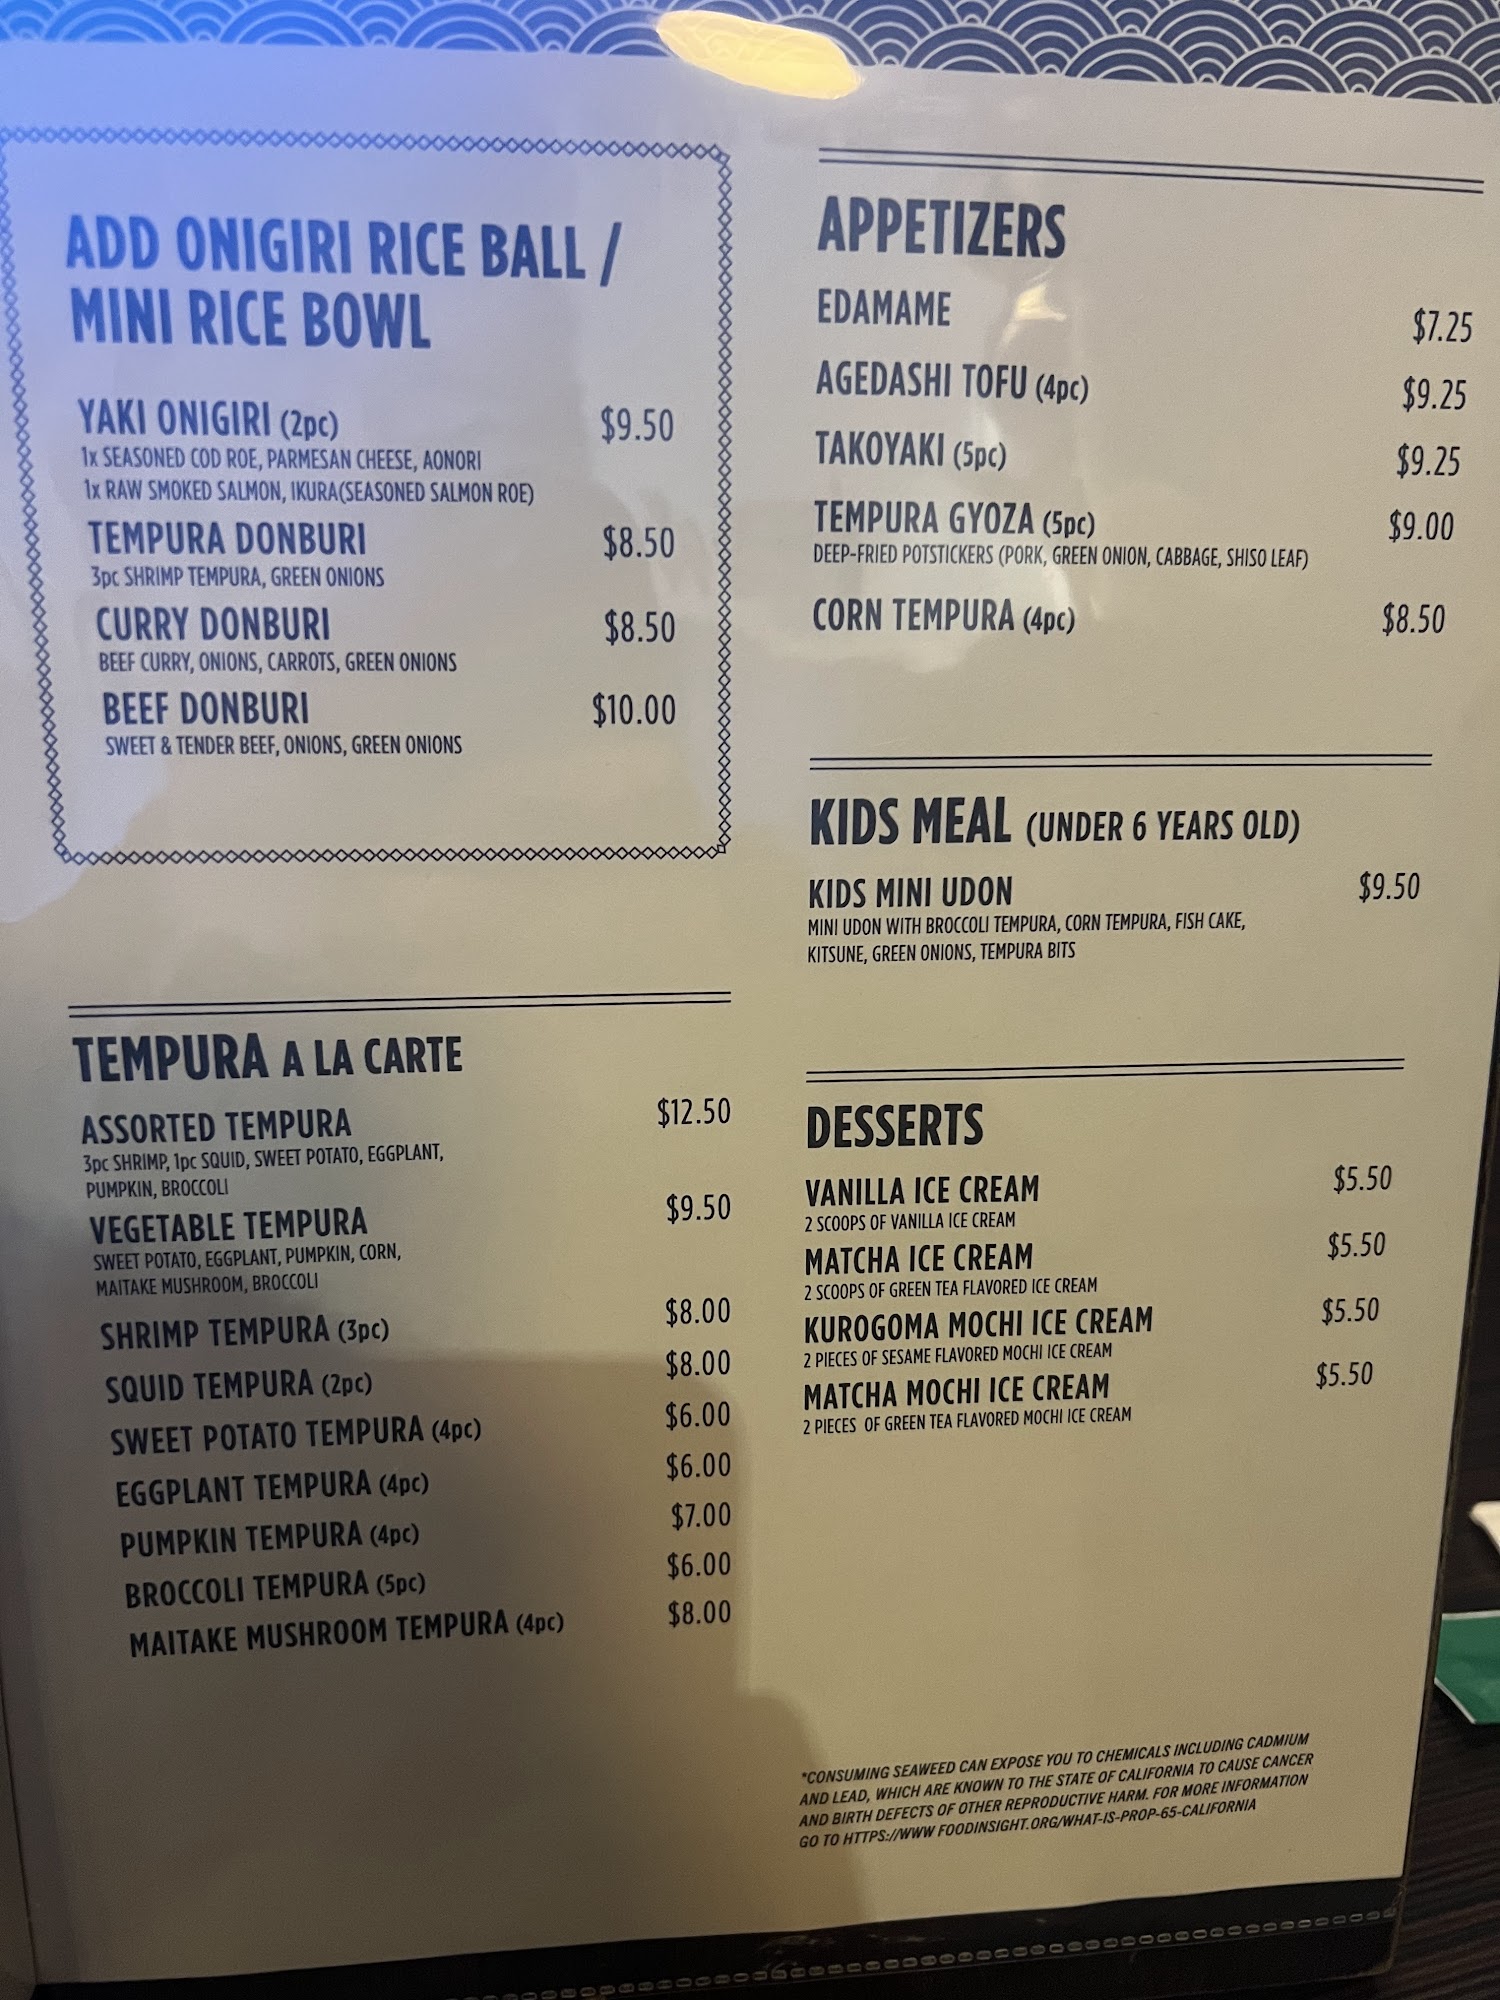 ADD ONIGIRI RICE BALL /
MINI RICE BOWL
YAKI ONIGIRI (2pc) $9.50
1x SEASONED COD ROE, PARMESAN CHEESE, AONORI
1x RAW SMOKED SALMON, IKURA(SEASONED SALMON ROE)
TEMPURA DONBURI $8.50
3pc SHRIMP TEMPURA, GREEN ONIONS
CURRY DONBURI $8.50
BEEF CURRY, ONIONS, CARROTS, GREEN ONIONS
BEEF DONBURI $10.00
SWEET & TENDER BEEF, ONIONS, GREEN ONIONS
TEMPURA A LA CARTE
ASSORTED TEMPURA $12.50
3pc SHRIMP, 1pc SQUID, SWEET POTATO, EGGPLANT,
PUMPKIN, BROCCOLI
VEGETABLE TEMPURA $9.50
SWEET POTATO, EGGPLANT, PUMPKIN, CORN,
MAITAKE MUSHROOM, BROCCOLI
SHRIMP TEMPURA (3pc) $8.00
SQUID TEMPURA (2pc) $8.00
SWEET POTATO TEMPURA (4pc) $6.00
EGGPLANT TEMPURA (4pc) $6.00
PUMPKIN TEMPURA (4pc) $7.00
BROCCOLI TEMPURA (5pc) $6.00
MAITAKE MUSHROOM TEMPURA (4pc) $8.00
APPETIZERS
EDAMAME $7.25
AGEDASHI TOFU (4pc) $9.25
TAKOYAKI (5pc) $9.25
TEMPURA GYOZA (5pc) $9.00
DEEP-FRIED POTSTICKERS (PORK, GREEN ONION, CABBAGE, SHISO LEAF)
CORN TEMPURA (4pc) $8.50
KIDS MEAL (UNDER 6 YEARS OLD)
KIDS MINI UDON $9.50
MINI UDON WITH BROCCOLI TEMPURA, CORN TEMPURA, FISH CAKE,
KITSUNE, GREEN ONIONS, TEMPURA BITS
DESSERTS
VANILLA ICE CREAM $5.50
2 SCOOPS OF VANILLA ICE CREAM
MATCHA ICE CREAM $5.50
2 SCOOPS OF GREEN TEA FLAVORED ICE CREAM
KUROGOMA MOCHI ICE CREAM $5.50
2 PIECES OF SESAME FLAVORED MOCHI ICE CREAM
MATCHA MOCHI ICE CREAM $5.50
2 PIECES OF GREEN TEA FLAVORED MOCHI ICE CREAM
*CONSUMING SEAWEED CAN EXPOSE YOU TO CHEMICALS INCLUDING CADMIUM
AND LEAD, WHICH ARE KNOWN TO THE STATE OF CALIFORNIA TO CAUSE CANCER
AND BIRTH DEFECTS OF OTHER REPRODUCTIVE HARM. FOR MORE INFORMATION
GO TO HTTPS://WWW FOODINSIGHT.ORG/WHAT-IS-PROP-65-CALIFORNIA